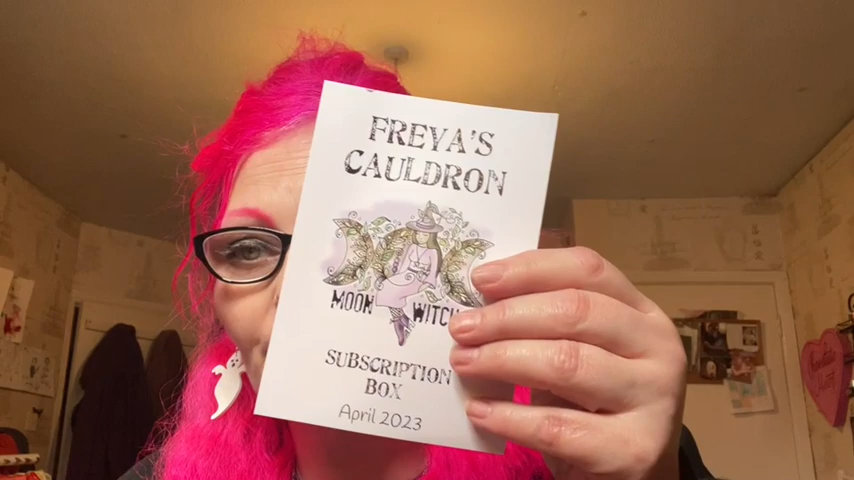 FREYA'S
CAULDRON
MOON WITCH
SUBSCRIPTION
BOX
April 2023